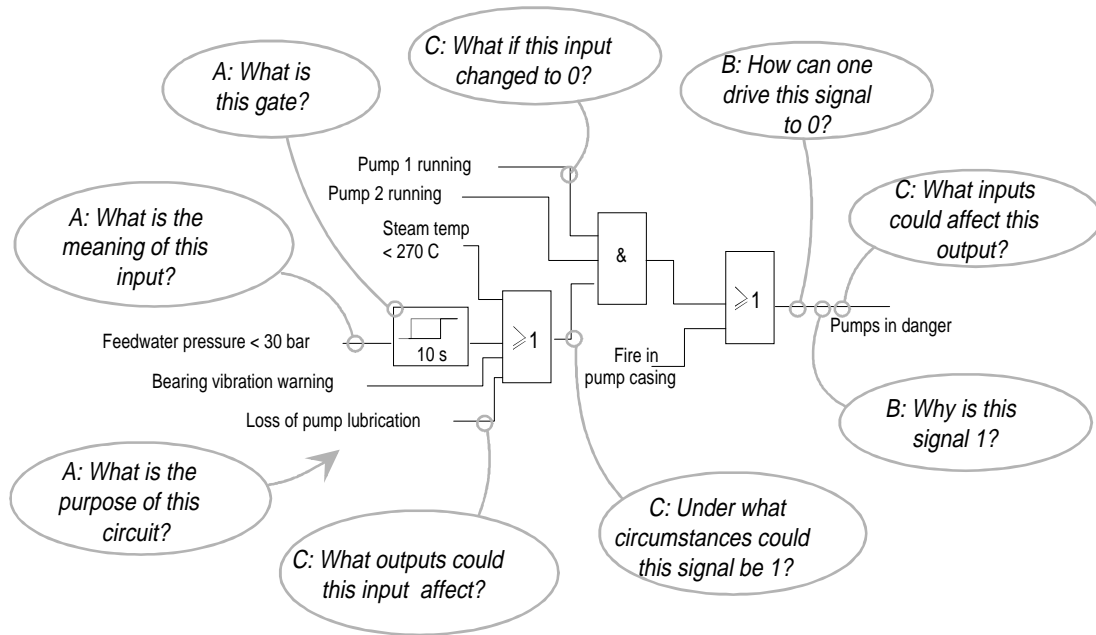 C: What if this input
changed to 0?
A: What is
this gate?
B: How can one
drive this signal
to 0?
Pump 1 running
Pump 2 running
C: What inputs
could affect this
output?
A: What is the
meaning of this
input?
Steam temp
< 270 C
&
⩾1
⩾1
Pumps in danger
Feedwater pressure < 30 bar
10 s
Fire in
pump casing
Bearing vibration warning
Loss of pump lubrication
B: Why is this
signal 1?
A: What is the
purpose of this
circuit?
C: Under what
circumstances could
this signal be 1?
C: What outputs could
this input affect?